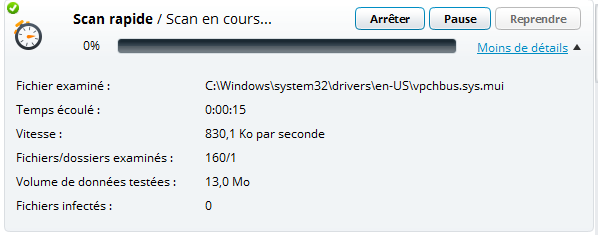 Scan rapide / Scan en cours... Arrêter Pause Reprendre
0% Moins de détails
Fichier examiné : C:\Windows\system32\drivers\en-US\vpchbus.sys.mui
Temps écoulé : 0:00:15
Vitesse : 830,1 Ko par seconde
Fichiers/dossiers examinés : 160/1
Volume de données testées : 13,0 Mo
Fichiers infectés : 0